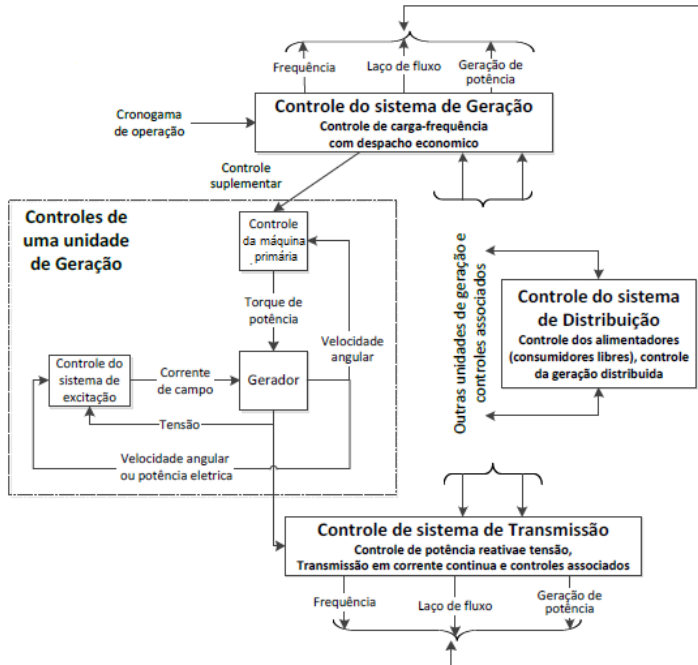 Frequência
Laço de fluxo
Geração de
potência
Controle do sistema de Geração
Controle de carga-frequência
com despacho economico
Cronogama
de operação
Controle
suplementar
Controles de
uma unidade
de Geração
Controle
da máquina
primária
Torque de
potência
Velocidade
angular
Controle do
sistema de
excitação
Corrente
de campo
Gerador
Tensão
Velocidade angular
ou potência eletrica
Outras unidades de geração e
controles associados
Controle do sistema
de Distribuição
Controle dos alimentadores
(consumidores libres), controle
da geração distribuida
Controle de sistema de Transmissão
Controle de potência reativae tensão,
Transmissão em corrente continua e controles associados
Frequência
Laço de fluxo
Geração de
potência